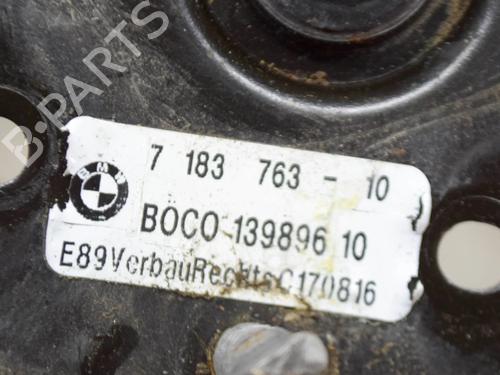 B-PARTS
BMW
7 183 763 - 10
BOCO 139896 10
E89VerbauRechtsC170816